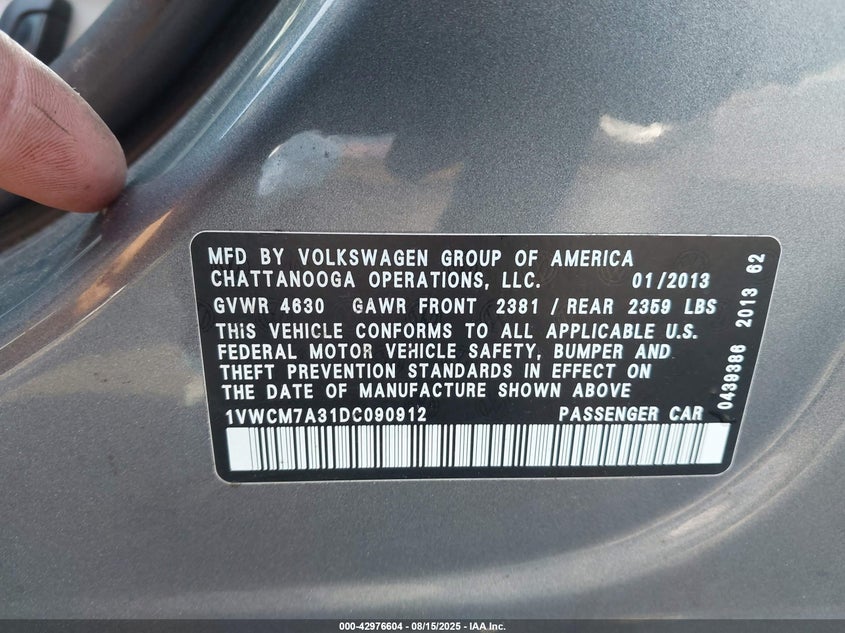 MFD BY VOLKSWAGEN GROUP OF AMERICA
CHATTANOOGA OPERATIONS, LLC. 01/2013
GVWR 4630 GAWR FRONT 2381 / REAR 2359 LBS
THIS VEHICLE CONFORMS TO ALL APPLICABLE U.S.
FEDERAL MOTOR VEHICLE SAFETY, BUMPER AND
THEFT PREVENTION STANDARDS IN EFFECT ON
THE DATE OF MANUFACTURE SHOWN ABOVE
1VWCM7A31DC090912 PASSENGER CAR
0439386 2013 62
000-42976604 - 08/15/2025 - IAA Inc.